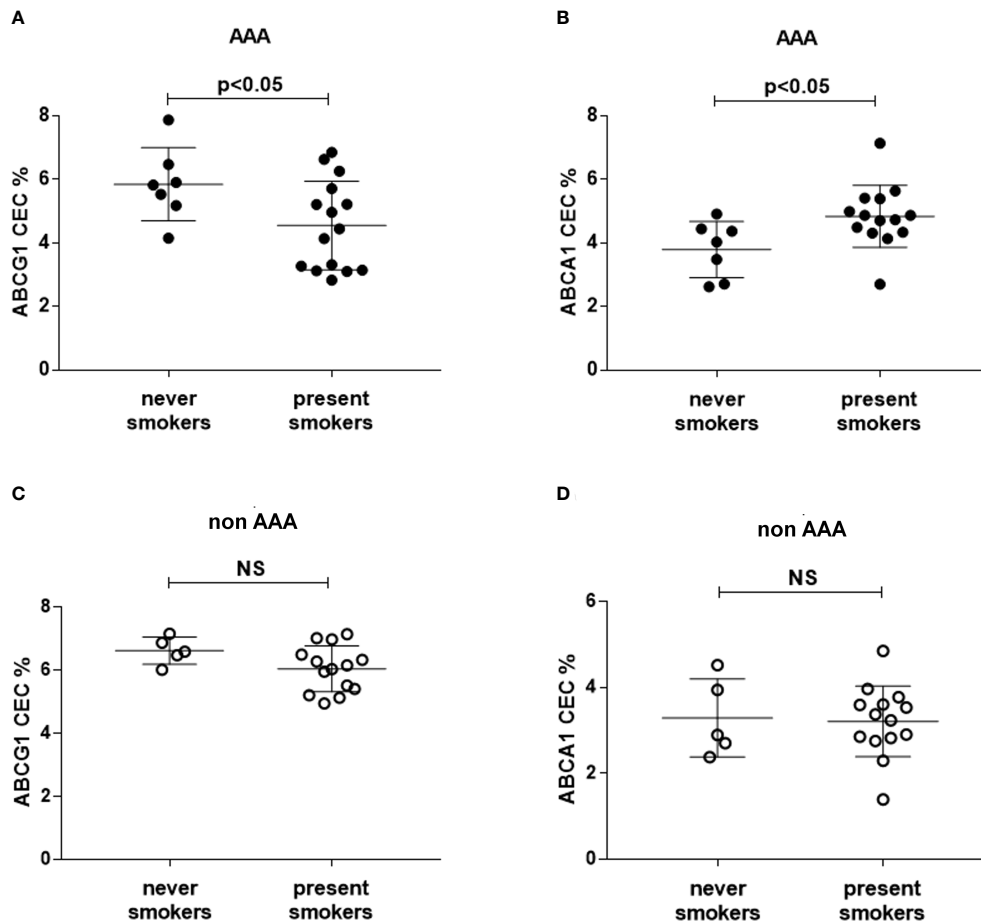 A
AAA
p<0.05
8
6
4
2
0
ABCG1 CEC %
never
smokers
present
smokers
B
AAA
p<0.05
8
6
4
2
0
ABCA1 CEC %
never
smokers
present
smokers
C
non AAA
NS
8
6
4
2
0
ABCG1 CEC %
never
smokers
present
smokers
D
non AAA
NS
6
4
2
0
ABCA1 CEC %
never
smokers
present
smokers